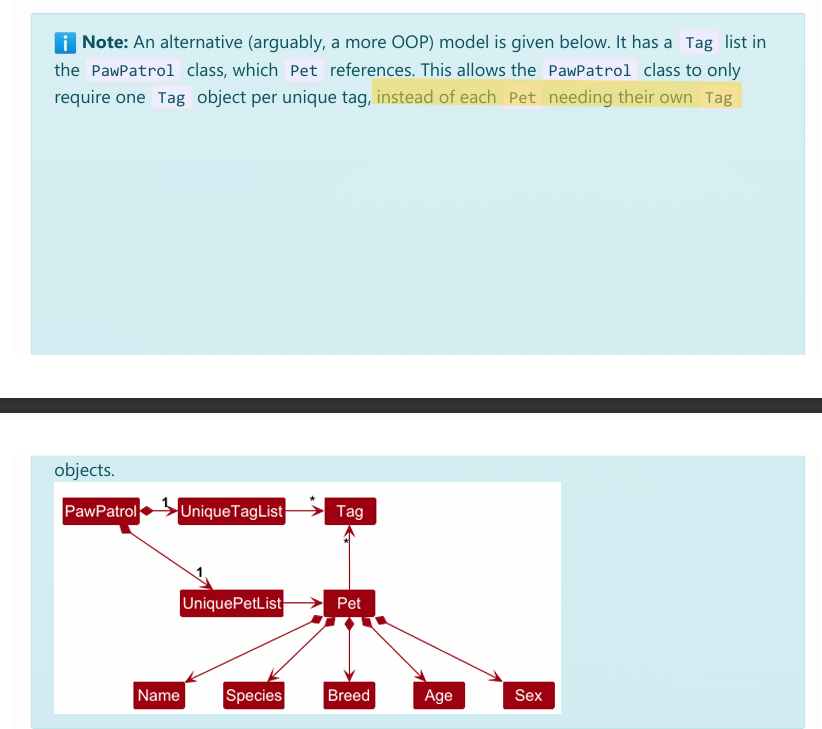 Note: An alternative (arguably, a more OOP) model is given below. It has a Tag list in
the PawPatrol class, which Pet references. This allows the PawPatrol class to only
require one Tag object per unique tag, instead of each Pet needing their own Tag
objects.
PawPatrol 1 UniqueTagList * Tag
*
1
UniquePetList Pet
Name Species Breed Age Sex